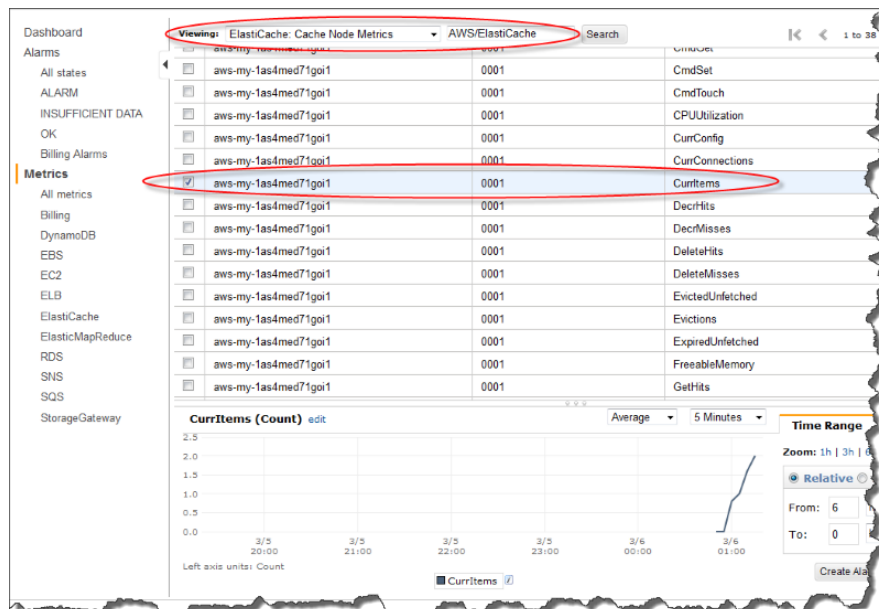 Dashboard
Alarms
All states
ALARM
INSUFFICIENT DATA
OK
Billing Alarms
Metrics
All metrics
Billing
DynamoDB
EBS
EC2
ELB
ElastiCache
ElasticMapReduce
RDS
SNS
SQS
StorageGateway
Viewing: ElastiCache: Cache Node Metrics AWS/ElastiCache Search 1 to 38
aws-my-1as4med71goi1 0001 CmdGet
aws-my-1as4med71goi1 0001 CmdSet
aws-my-1as4med71goi1 0001 CmdTouch
aws-my-1as4med71goi1 0001 CPUUtilization
aws-my-1as4med71goi1 0001 CurrConfig
aws-my-1as4med71goi1 0001 CurrConnections
aws-my-1as4med71goi1 0001 CurrItems
aws-my-1as4med71goi1 0001 DecrHits
aws-my-1as4med71goi1 0001 DecrMisses
aws-my-1as4med71goi1 0001 DeleteHits
aws-my-1as4med71goi1 0001 DeleteMisses
aws-my-1as4med71goi1 0001 EvictedUnfetched
aws-my-1as4med71goi1 0001 Evictions
aws-my-1as4med71goi1 0001 ExpiredUnfetched
aws-my-1as4med71goi1 0001 FreeableMemory
aws-my-1as4med71goi1 0001 GetHits
CurrItems (Count) edit Average 5 Minutes
2.5
2.0
1.5
1.0
0.5
0.0
3/5 3/5 3/5 3/5 3/6 3/6
20:00 21:00 22:00 23:00 00:00 01:00
Left axis units: Count
CurrItems
Time Range
Zoom: 1h | 3h | 6
Relative
From: 6
To: 0
Create Ala